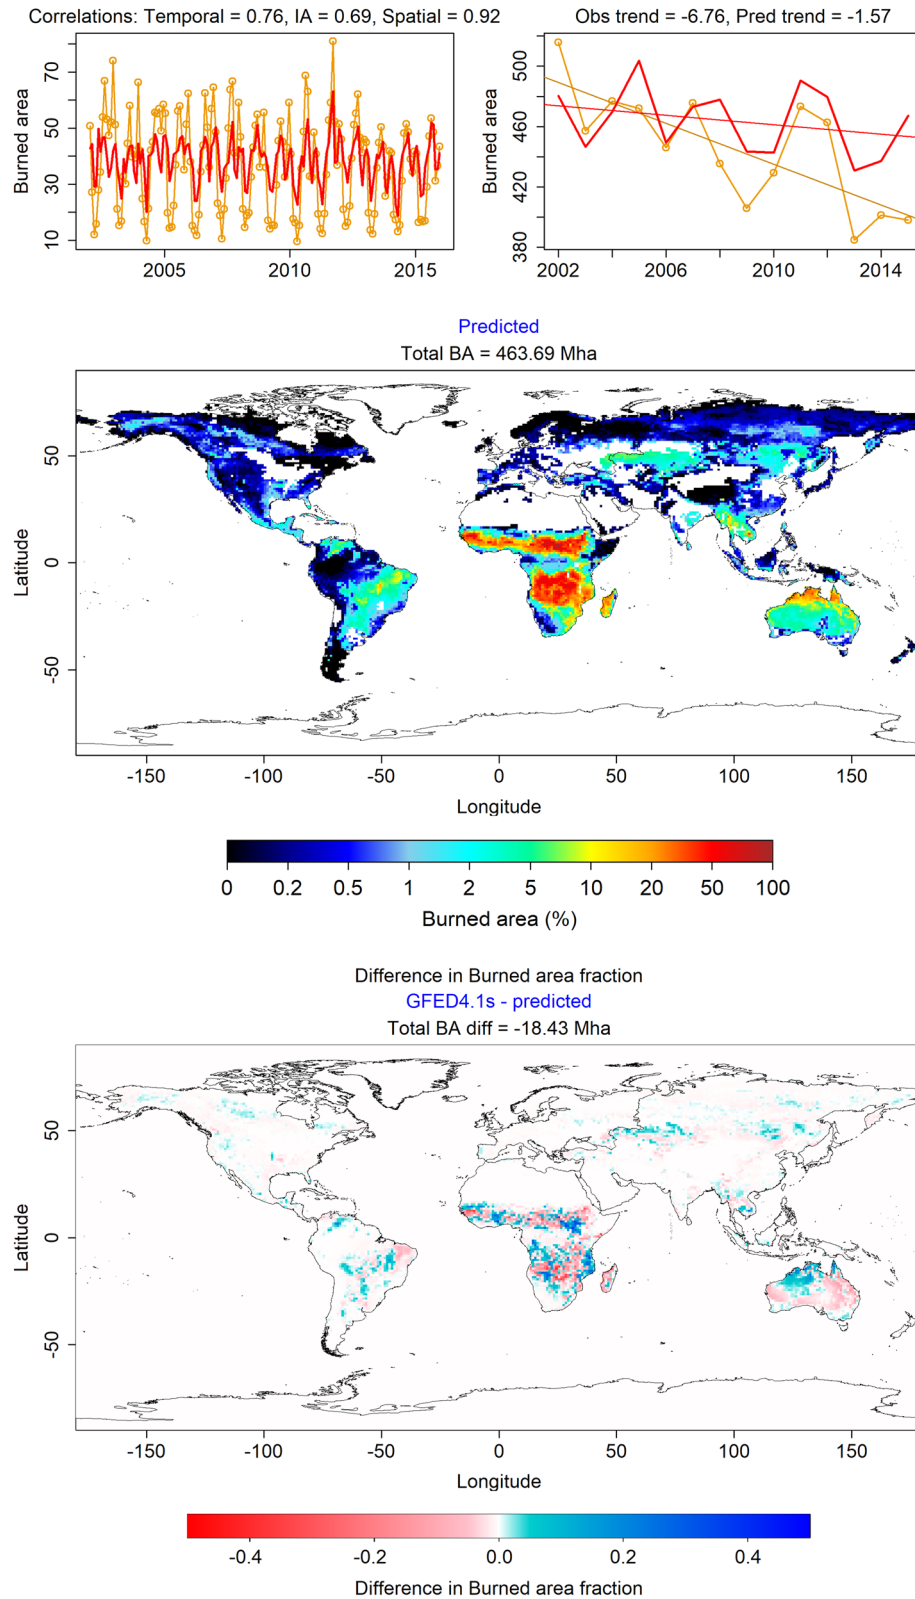 Correlations: Temporal = 0.76, IA = 0.69, Spatial = 0.92
Obs trend = -6.76, Pred trend = -1.57
Burned area
70
50
30
10
2005 2010 2015
Burned area
500
460
420
380
2002 2006 2010 2014
Predicted
Total BA = 463.69 Mha
Latitude
50
0
-50
-150 -100 -50 0 50 100 150
Longitude
0 0.2 0.5 1 2 5 10 20 50 100
Burned area (%)
Difference in Burned area fraction
GFED4.1s - predicted
Total BA diff = -18.43 Mha
Latitude
50
0
-50
-150 -100 -50 0 50 100 150
Longitude
-0.4 -0.2 0.0 0.2 0.4
Difference in Burned area fraction